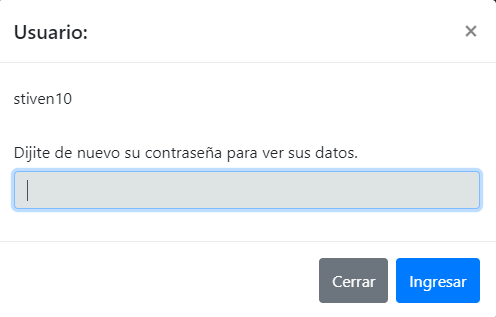 Usuario:
×
stiven10
Dijite de nuevo su contraseña para ver sus datos.
Cerrar
Ingresar